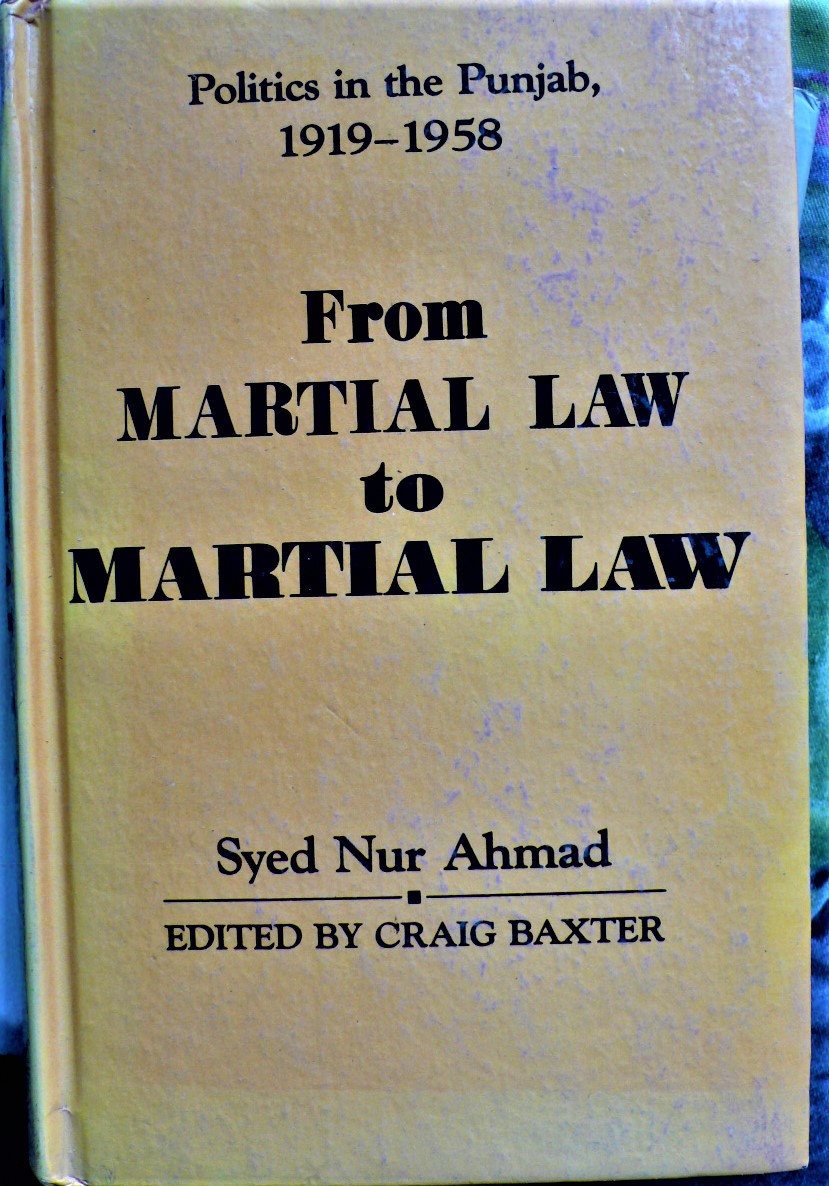 Politics in the Punjab,
1919–1958
From
MARTIAL LAW
to
MARTIAL LAW
Syed Nur Ahmad
EDITED BY CRAIG BAXTER